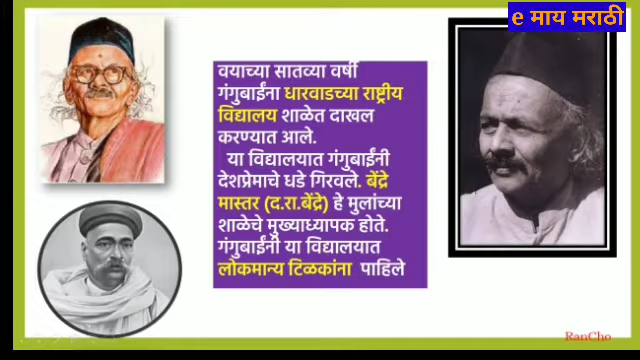 e माय मराठी
वयाच्या सातव्या वर्षी
गंगुबाईंना धारवाडच्या राष्ट्रीय
विद्यालय शाळेत दाखल
करण्यात आले.
या विद्यालयात गंगुबाईंनी
देशप्रेमाचे धडे गिरवले. बेंद्रे
मास्तर (द.रा.बेंद्रे) हे मुलांच्या
शाळेचे मुख्याध्यापक होते.
गंगुबाईंनी या विद्यालयात
लोकमान्य टिळकांना पाहिले
RanCho